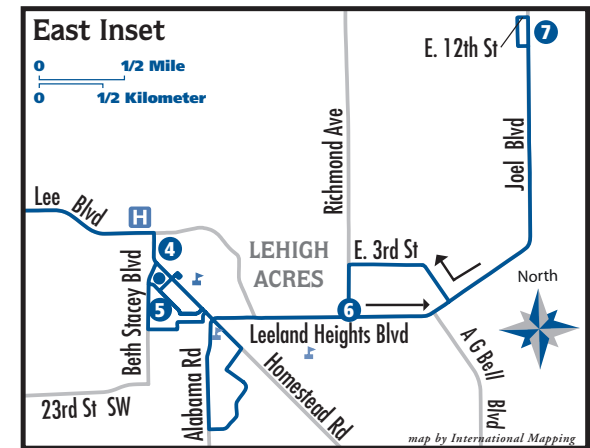 East Inset
0 1/2 Mile
0 1/2 Kilometer
E. 12th St
7
Richmond Ave
Joel Blvd
Lee Blvd
H
4
LEHIGH
ACRES
E. 3rd St
North
Beth Stacey Blvd
5
6
Leeland Heights Blvd
A G Bell Blvd
Alabama Rd
Homestead Rd
23rd St SW
map by International Mapping